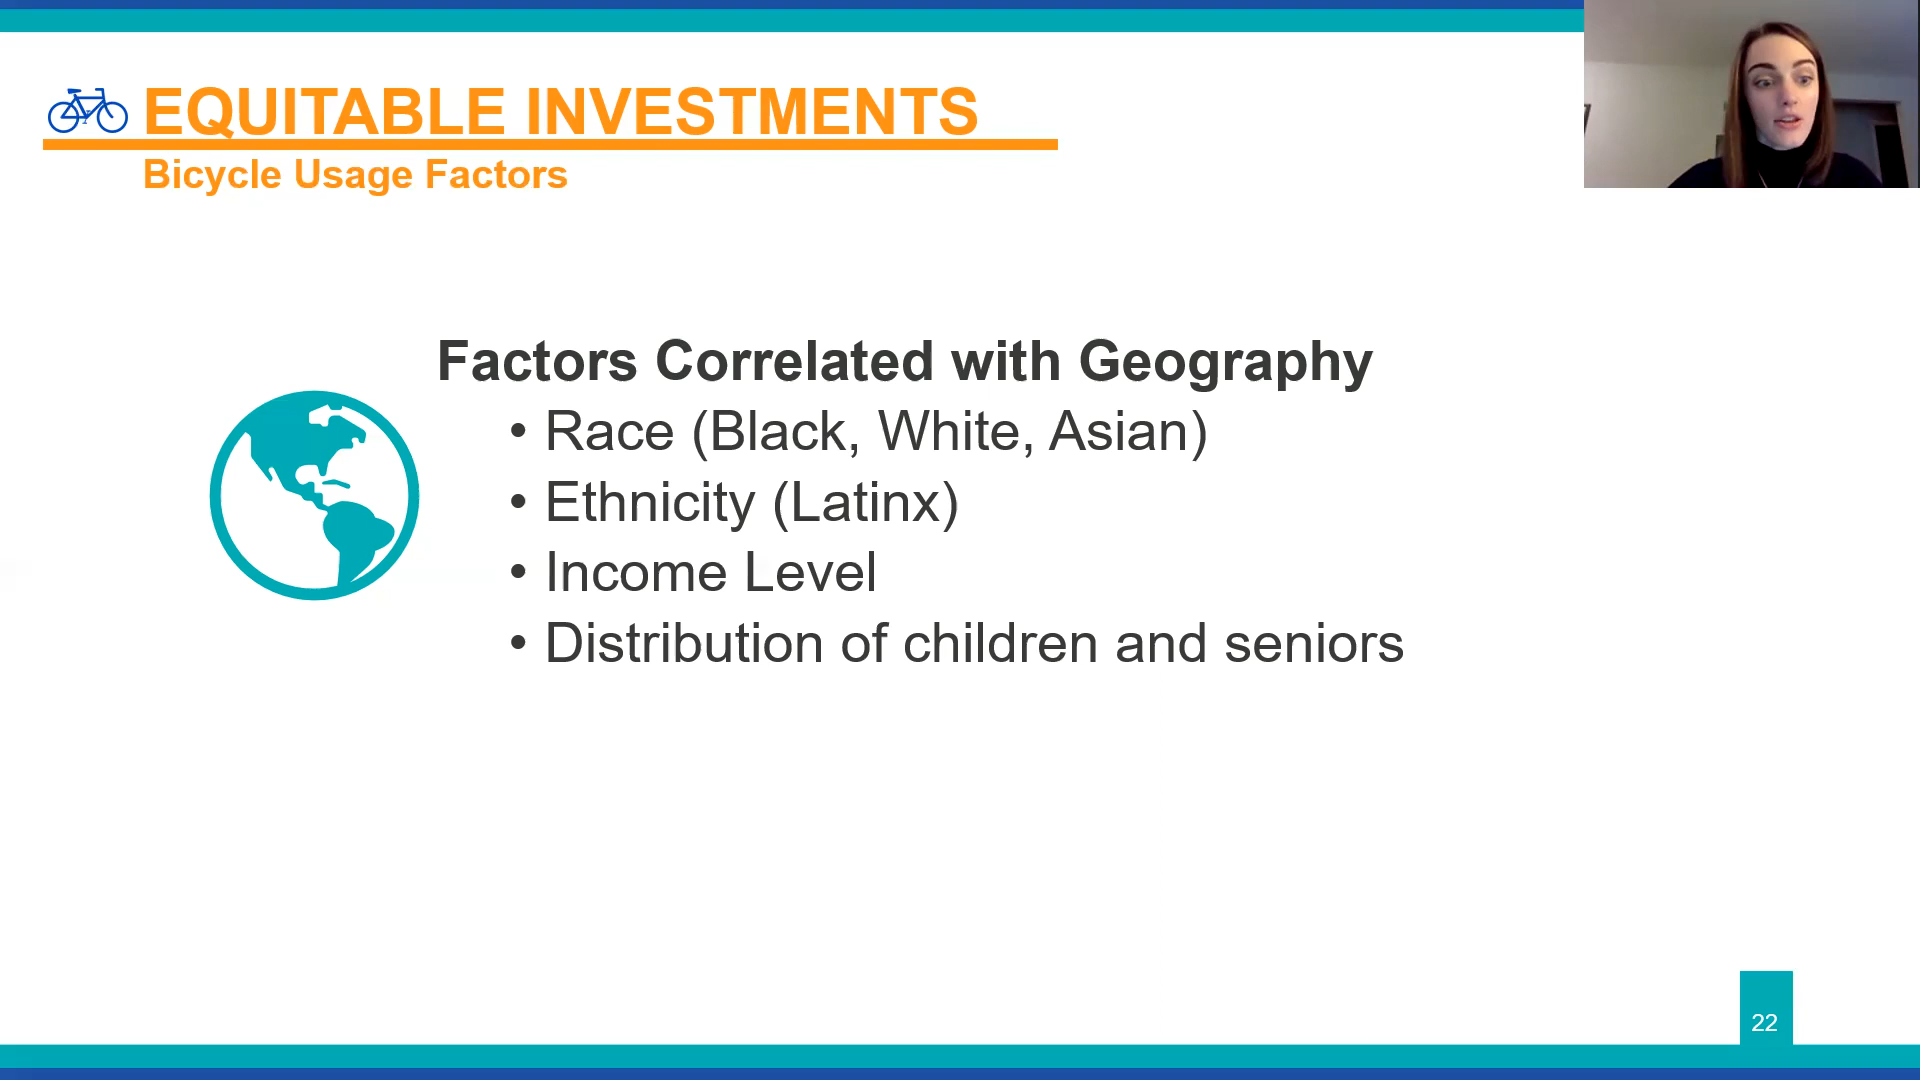 EQUITABLE INVESTMENTS
Bicycle Usage Factors
Factors Correlated with Geography
• Race (Black, White, Asian)
• Ethnicity (Latinx)
• Income Level
• Distribution of children and seniors
22